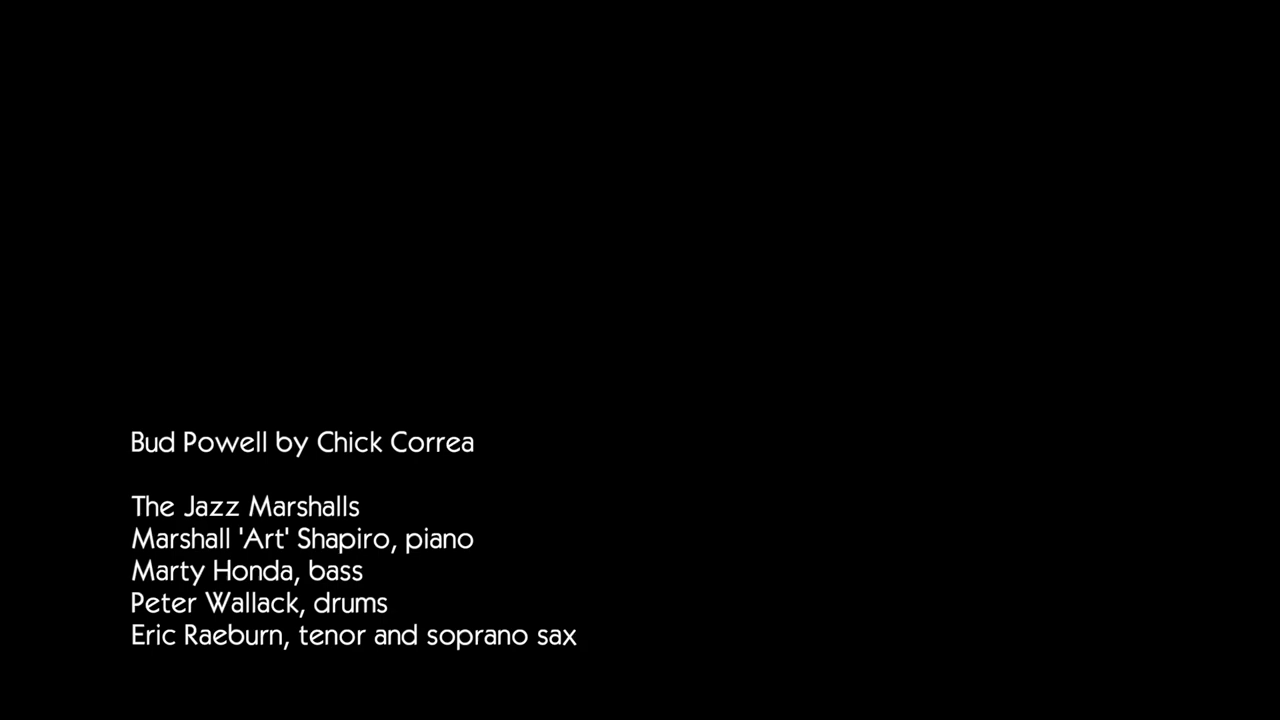 Bud Powell by Chick Correa
The Jazz Marshalls
Marshall 'Art' Shapiro, piano
Marty Honda, bass
Peter Wallack, drums
Eric Raeburn, tenor and soprano sax